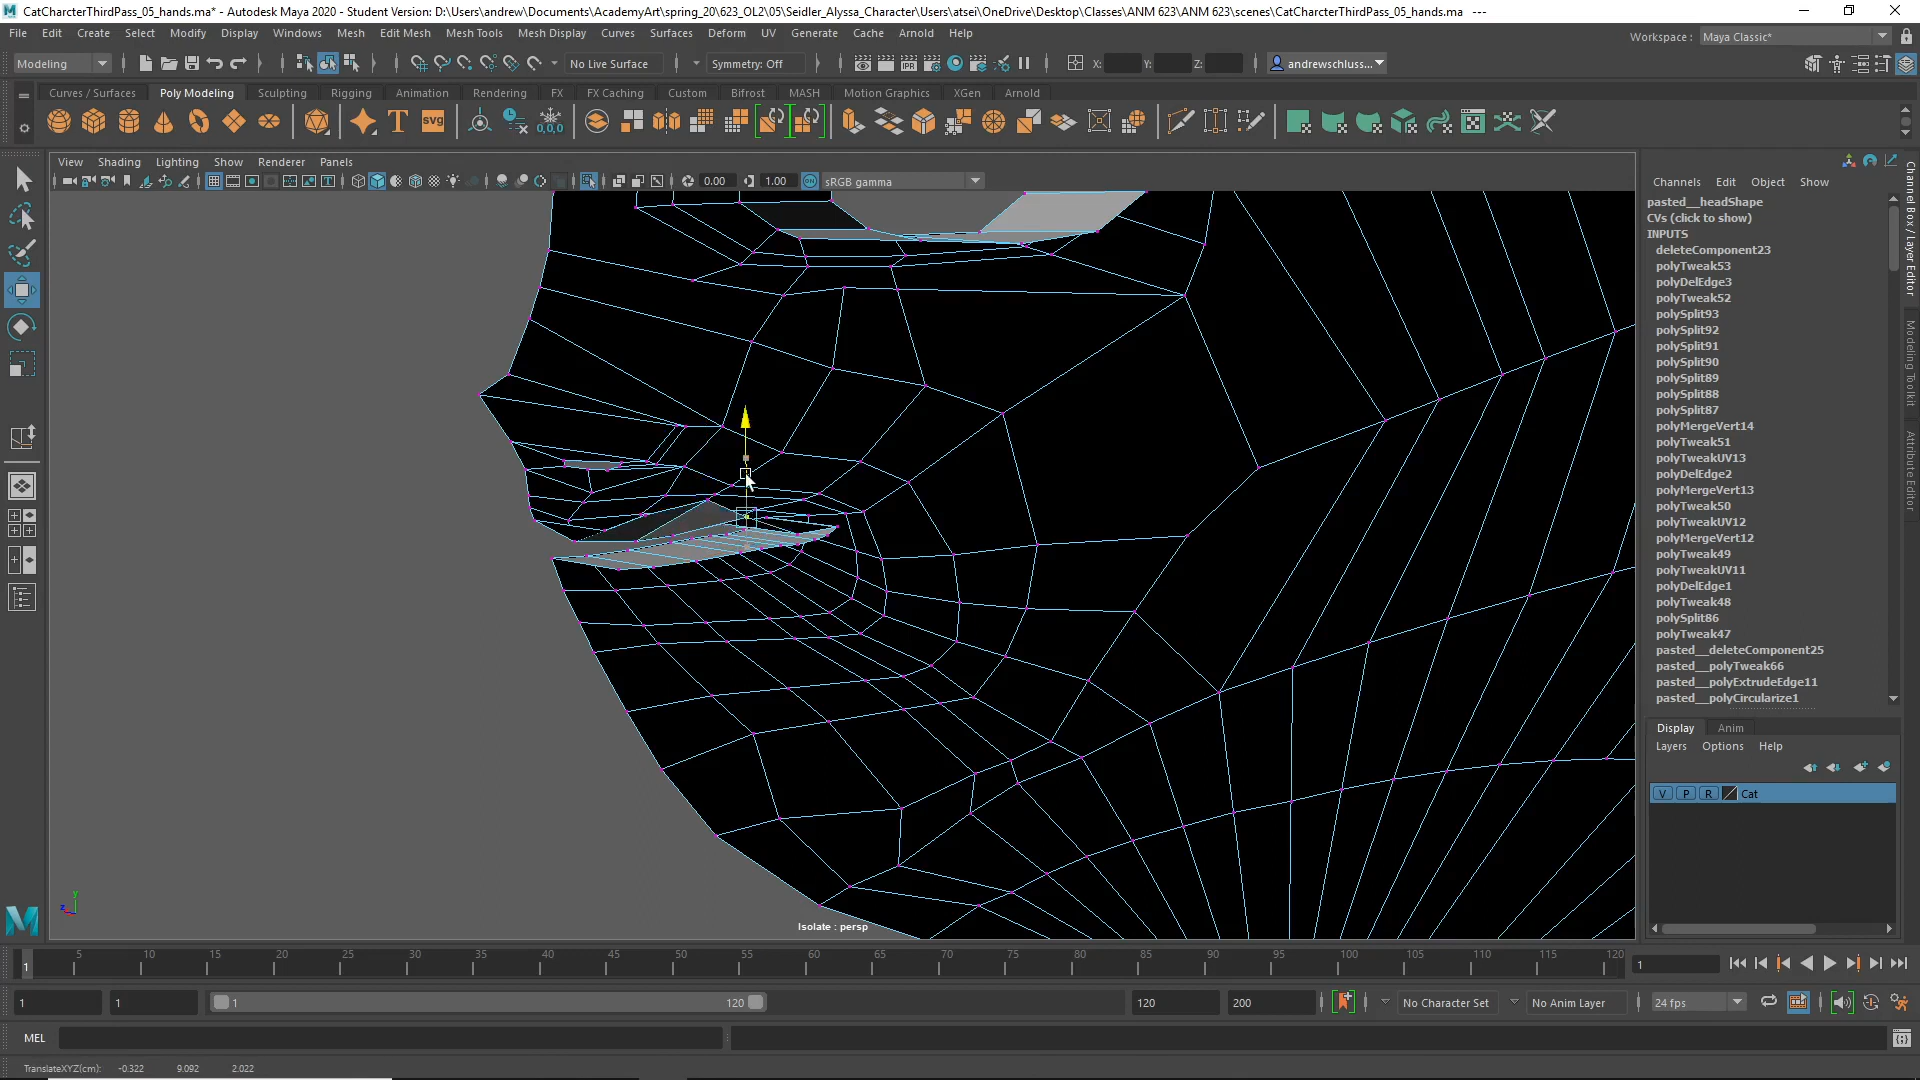 CatCharcterThirdPass_05_hands.ma* - Autodesk Maya 2020 - Student Version: D:\Users\andrew\Documents\AcademyArt\spring_20\623_OL2\05\Seidler_Alyssa_Character\Users\atsei\OneDrive\Desktop\Classes\ANM 623\ANM 623\scenes\CatCharcterThirdPass_05_hands.ma ---
File Edit Create Select Modify Display Windows Mesh Edit Mesh Mesh Tools Mesh Display Curves Surfaces Deform UV Generate Cache Arnold Help
Workspace : Maya Classic*
Modeling No Live Surface Symmetry: Off X: Y: Z: andrewschluss...
Curves / Surfaces Poly Modeling Sculpting Rigging Animation Rendering FX FX Caching Custom Bifrost MASH Motion Graphics XGen Arnold
View Shading Lighting Show Renderer Panels
0.00 1.00 sRGB gamma
Channels Edit Object Show
pasted__headShape
CVs (click to show)
INPUTS
deleteComponent23
polyTweak53
polyDelEdge3
polyTweak52
polySplit93
polySplit92
polySplit91
polySplit90
polySplit89
polySplit88
polySplit87
polyMergeVert14
polyTweak51
polyTweakUV13
polyDelEdge2
polyMergeVert13
polyTweak50
polyTweakUV12
polyMergeVert12
polyTweak49
polyTweakUV11
polyDelEdge1
polyTweak48
polySplit86
polyTweak47
pasted__deleteComponent25
pasted__polyTweak66
pasted__polyExtrudeEdge11
pasted__polyCircularize1
Channel Box / Layer Editor
Modeling Toolkit
Attribute Editor
Display Anim
Layers Options Help
V P R Cat
y
z
Isolate : persp
1 5 10 15 20 25 30 35 40 45 50 55 60 65 70 75 80 85 90 95 100 105 110 115 120 1
1 1 1 120 120 200 No Character Set No Anim Layer 24 fps
MEL
TranslateXYZ(cm): -0.322 9.092 2.022